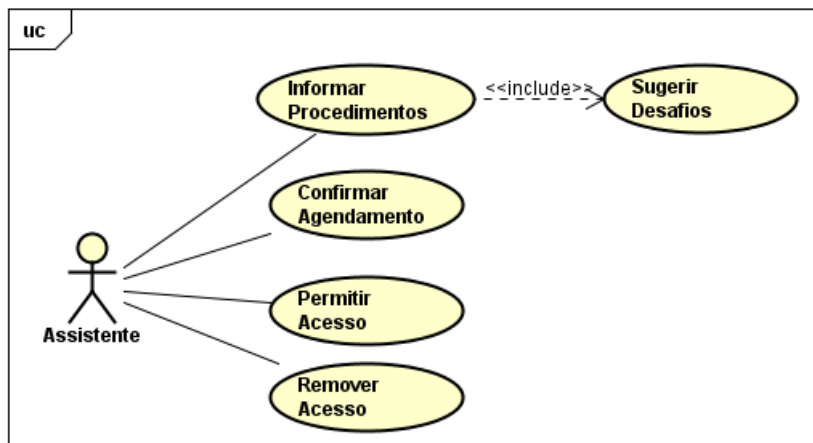 uc
Informar
Procedimentos
<<include>>
Sugerir
Desafios
Confirmar
Agendamento
Permitir
Acesso
Assistente
Remover
Acesso